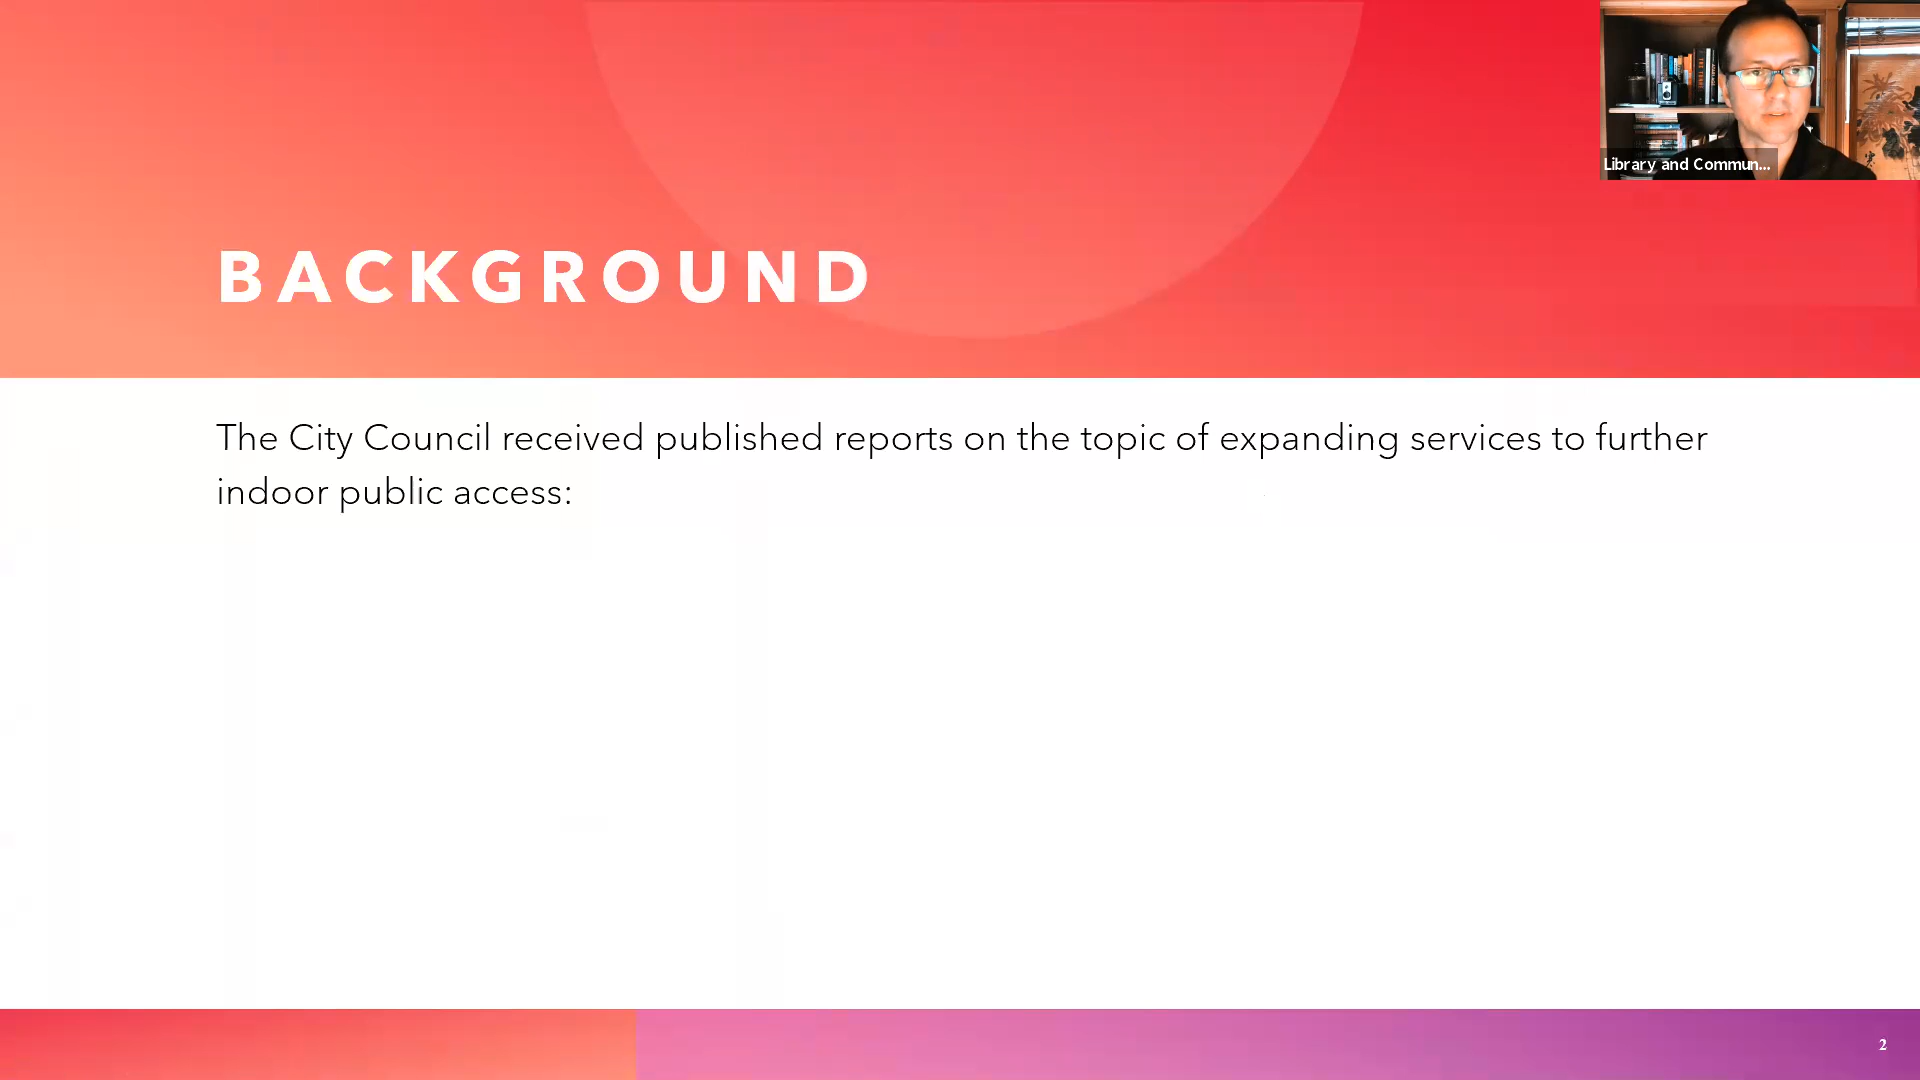 Library and Commun...
BACKGROUND
The City Council received published reports on the topic of expanding services to further
indoor public access:
2